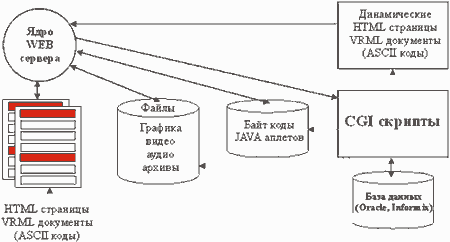 Ядро
WEB
сервера
Динамические
HTML страницы
VRML документы
(ASCII коды)
Файлы
Графика
видео
аудио
архивы
Байт коды
JAVA аплетов
CGI скрипты
База данных
(Oracle, Informix)
HTML страницы
VRML документы
(ASCII коды)